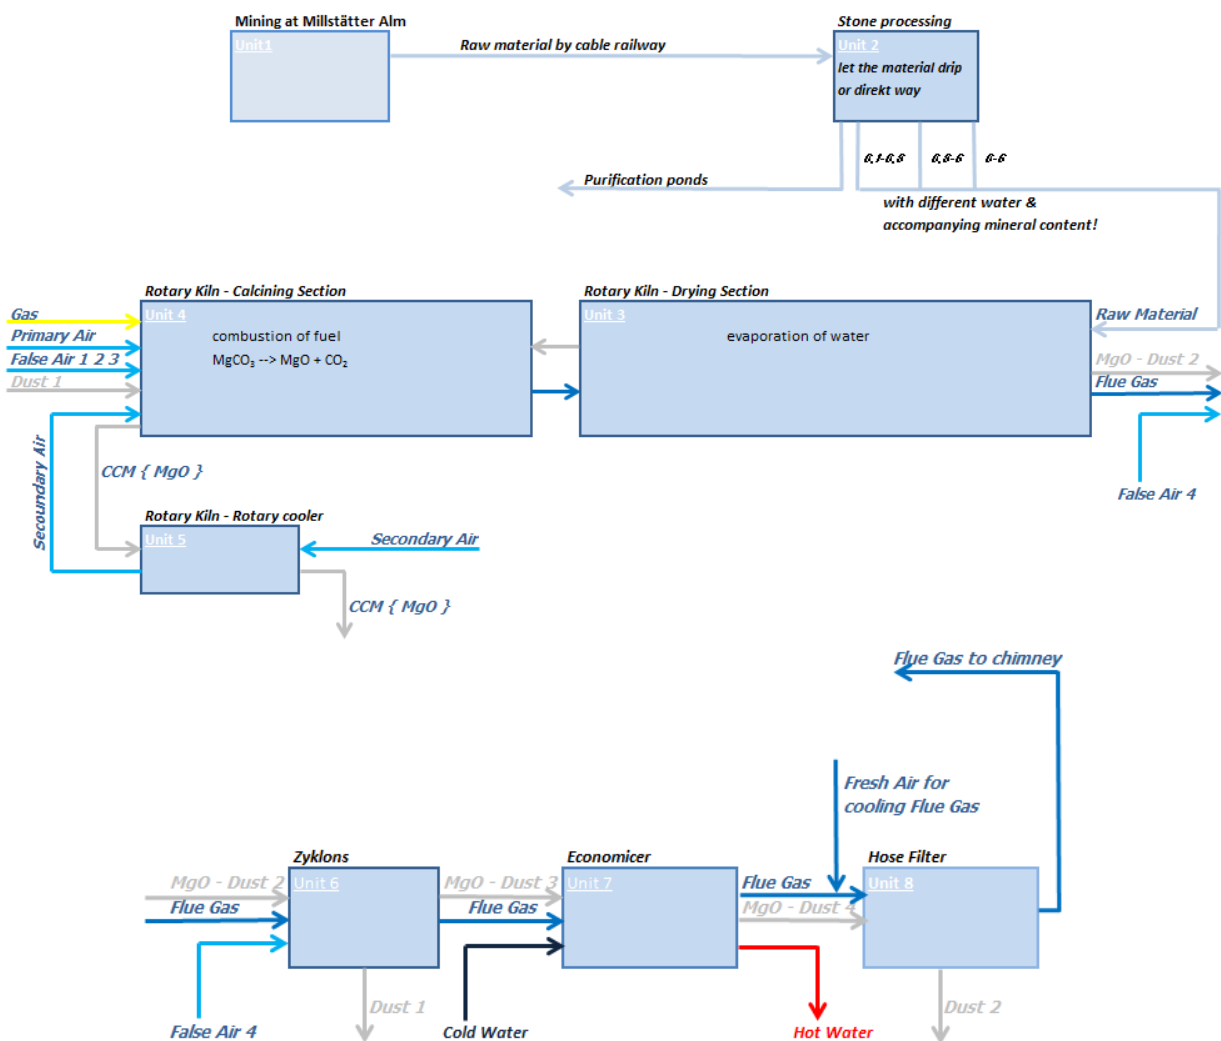 Mining at Millstätter Alm
Unit1
Raw material by cable railway
Stone processing
Unit 2
let the material drip
or direkt way
Purification ponds
0,1-0,5
with different water &
accompanying mineral content!
Rotary Kiln - Calcining Section
Unit 4
combustion of fuel
MgCO₃ --> MgO + CO₂
Gas
Primary Air
False Air 1 2 3
Dust 1
Rotary Kiln - Drying Section
Unit 3
evaporation of water
Raw Material
MgO - Dust 2
Flue Gas
False Air 4
Secoundary Air
CCM { MgO }
Rotary Kiln - Rotary cooler
Unit 5
Secondary Air
CCM { MgO }
Flue Gas to chimney
Fresh Air for
cooling Flue Gas
Zyklons
Unit 6
MgO - Dust 2
Flue Gas
False Air 4
Dust 1
MgO - Dust 3
Flue Gas
Cold Water
Economicer
Unit 7
Flue Gas
MgO - Dust 4
Hot Water
Hose Filter
Unit 8
Dust 2